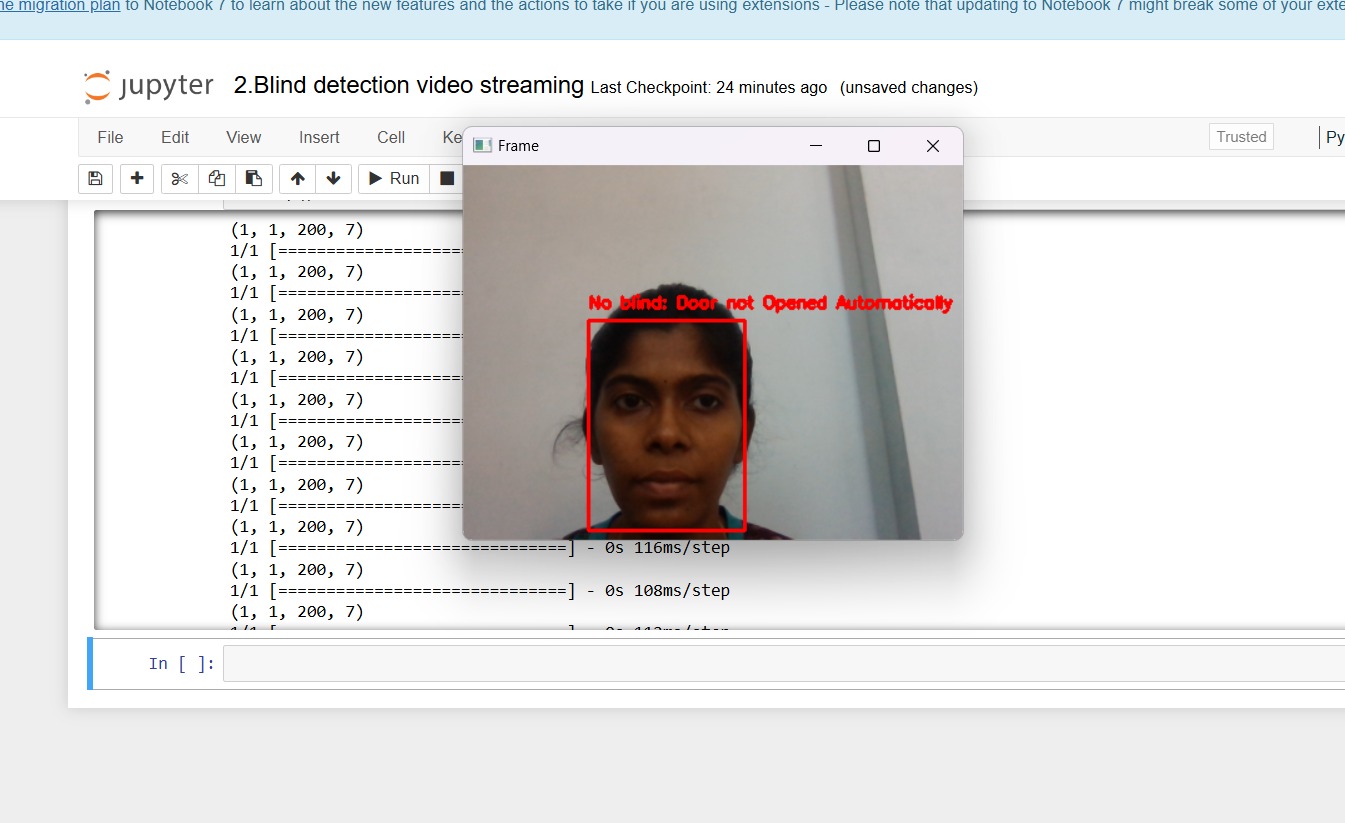 he migration plan to Notebook 7 to learn about the new features and the actions to take if you are using extensions - Please note that updating to Notebook 7 might break some of your exte
jupyter 2.Blind detection video streaming Last Checkpoint: 24 minutes ago (unsaved changes)
File Edit View Insert Cell Ke Trusted Py
Run
Frame
(1, 1, 200, 7)
1/1 [===================
(1, 1, 200, 7)
1/1 [===================
(1, 1, 200, 7)
1/1 [===================
(1, 1, 200, 7)
1/1 [===================
(1, 1, 200, 7)
1/1 [===================
(1, 1, 200, 7)
1/1 [===================
(1, 1, 200, 7)
1/1 [===================
(1, 1, 200, 7)
1/1 [==============================] - 0s 116ms/step
(1, 1, 200, 7)
1/1 [==============================] - 0s 108ms/step
(1, 1, 200, 7)
No blind: Door not Opened Automatically
In [ ]: